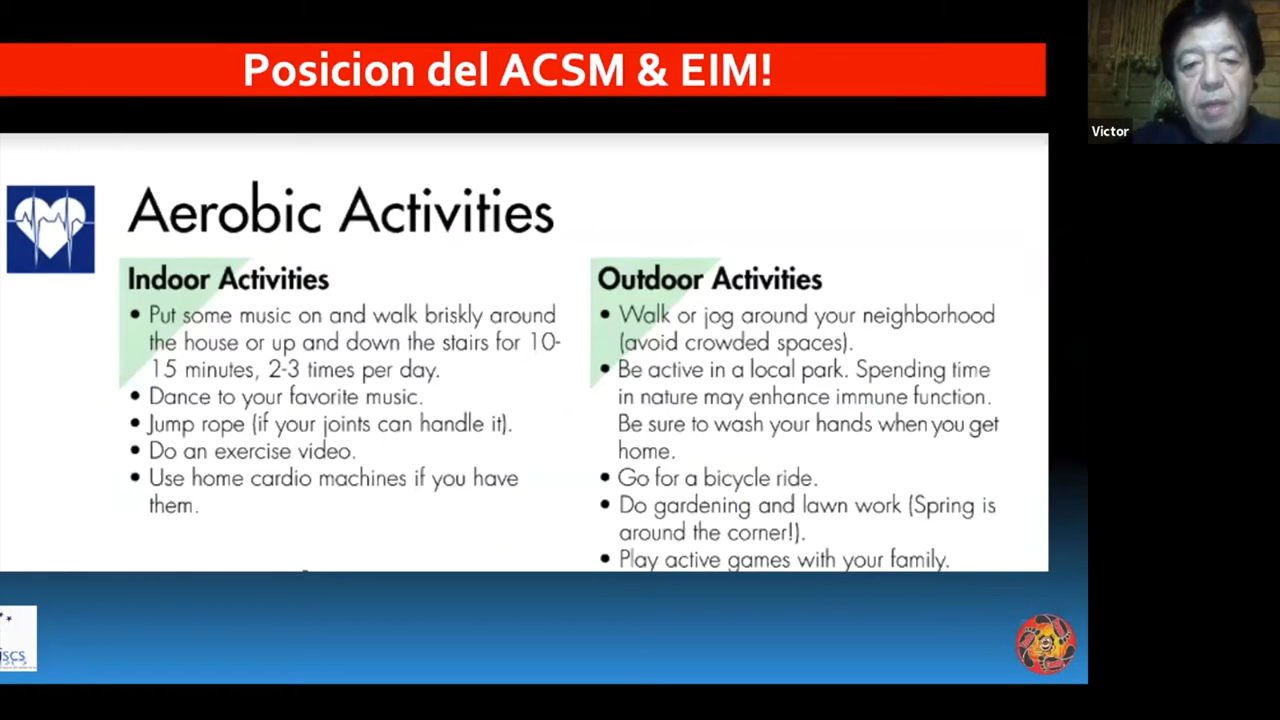 Posicion del ACSM & EIM!
Victor
Aerobic Activities
Indoor Activities
• Put some music on and walk briskly around
the house or up and down the stairs for 10-
15 minutes, 2-3 times per day.
• Dance to your favorite music.
• Jump rope (if your joints can handle it).
• Do an exercise video.
• Use home cardio machines if you have
them.
Outdoor Activities
• Walk or jog around your neighborhood
(avoid crowded spaces).
• Be active in a local park. Spending time
in nature may enhance immune function.
Be sure to wash your hands when you get
home.
• Go for a bicycle ride.
• Do gardening and lawn work (Spring is
around the corner!).
• Play active games with your family.